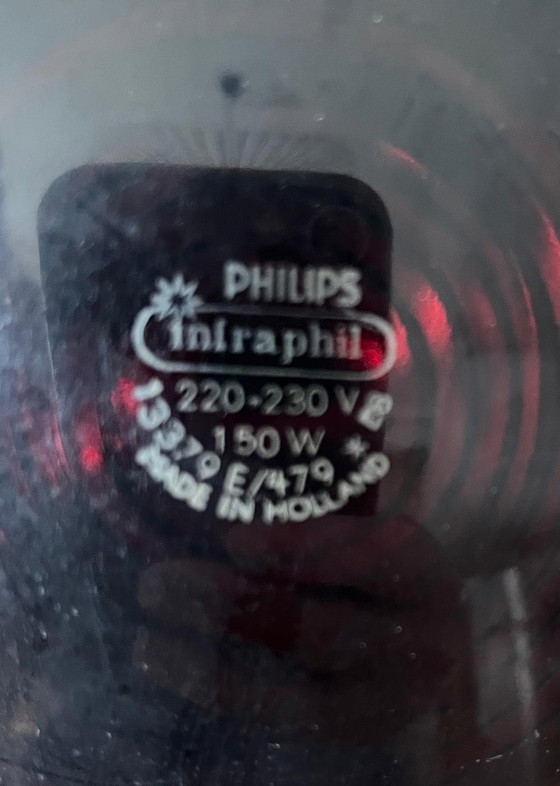 PHILIPS
infraphil
220-230 V
150 W
13379 E/479
MADE IN HOLLAND